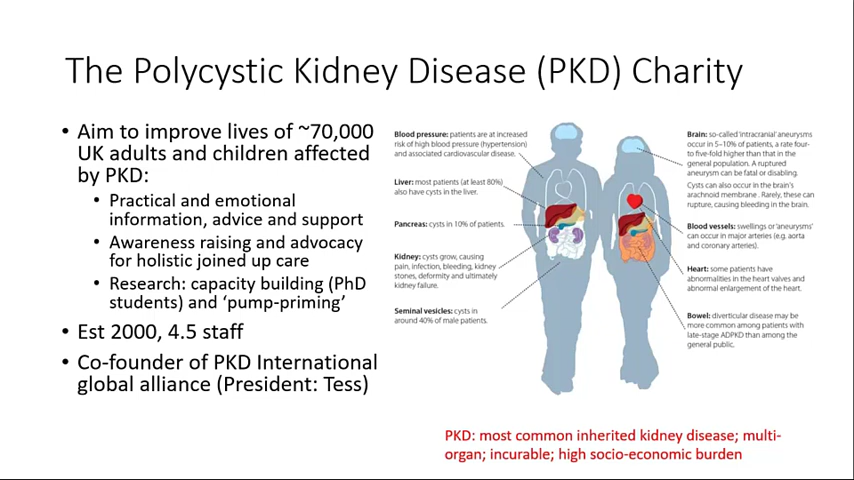 The Polycystic Kidney Disease (PKD) Charity
• Aim to improve lives of ~70,000
UK adults and children affected
by PKD:
• Practical and emotional
information, advice and support
• Awareness raising and advocacy
for holistic joined up care
• Research: capacity building (PhD
students) and ‘pump-priming’
• Est 2000, 4.5 staff
• Co-founder of PKD International
global alliance (President: Tess)
Blood pressure: patients are at increased
risk of high blood pressure (hypertension)
and associated cardiovascular disease.
Liver: most patients (at least 80%)
also have cysts in the liver.
Pancreas: cysts in 10% of patients.
Kidney: cysts grow, causing
pain, infection, bleeding, kidney
stones, deformity and ultimately
kidney failure.
Seminal vesicles: cysts in
around 40% of male patients.
Brain: so-called ‘intracranial’ aneurysms
occur in 5–10% of patients, a rate four-
to five-fold higher than that in the
general population. A ruptured
aneurysm can be fatal or disabling.
Cysts can also occur in the brain's
arachnoid membrane . Rarely, these can
rupture, causing bleeding in the brain.
Blood vessels: swellings or ‘aneurysms’
can occur in major arteries (e.g. aorta
and coronary arteries).
Heart: some patients have
abnormalities in the heart valves and
abnormal enlargement of the heart.
Bowel: diverticular disease may be
more common among patients with
late-stage ADPKD than among the
general public.
PKD: most common inherited kidney disease; multi-
organ; incurable; high socio-economic burden